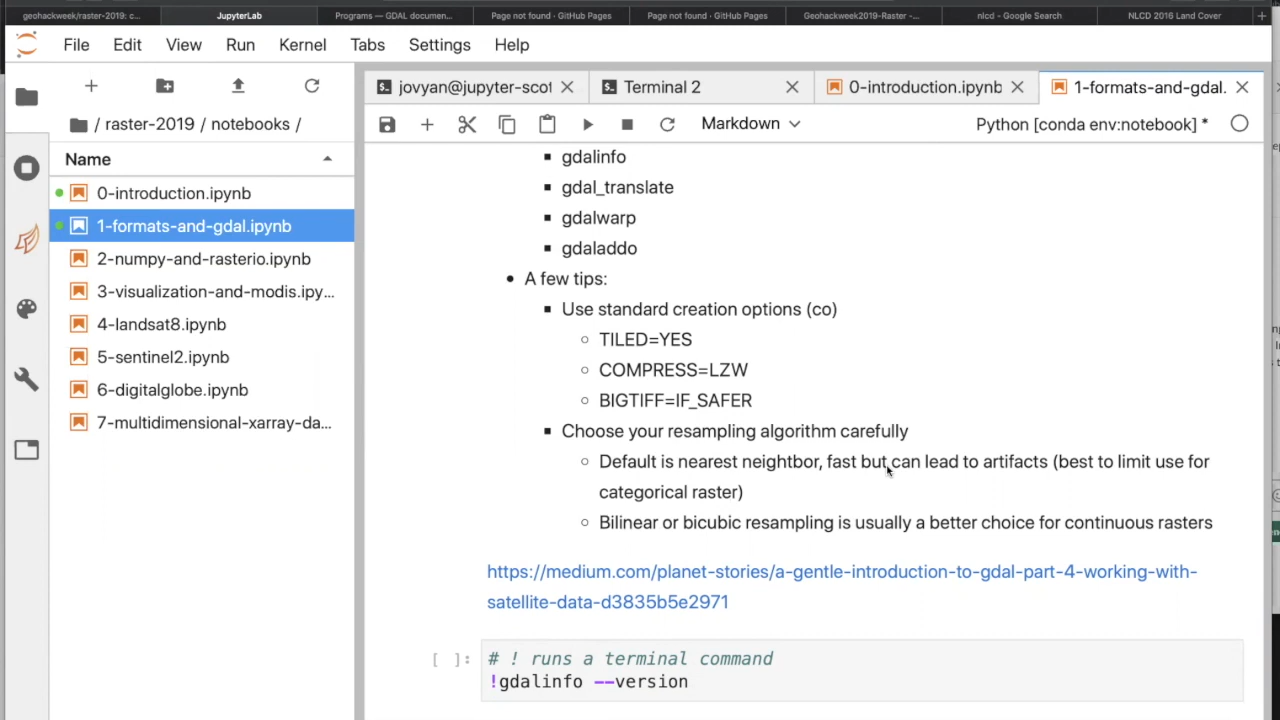 geohackweek/raster-2019: c...
JupyterLab
Programs — GDAL documen...
Page not found · GitHub Pages
Page not found · GitHub Pages
Geohackweek2019-Raster -...
nlcd - Google Search
NLCD 2016 Land Cover
File Edit View Run Kernel Tabs Settings Help
jovyan@jupyter-scot
Terminal 2
0-introduction.ipynb
1-formats-and-gdal.
/ raster-2019 / notebooks /
Markdown
Python [conda env:notebook] *
Name
0-introduction.ipynb
1-formats-and-gdal.ipynb
2-numpy-and-rasterio.ipynb
3-visualization-and-modis.ipy...
4-landsat8.ipynb
5-sentinel2.ipynb
6-digitalglobe.ipynb
7-multidimensional-xarray-da...
gdalinfo
gdal_translate
gdalwarp
gdaladdo
A few tips:
Use standard creation options (co)
TILED=YES
COMPRESS=LZW
BIGTIFF=IF_SAFER
Choose your resampling algorithm carefully
Default is nearest neightbor, fast but can lead to artifacts (best to limit use for
categorical raster)
Bilinear or bicubic resampling is usually a better choice for continuous rasters
https://medium.com/planet-stories/a-gentle-introduction-to-gdal-part-4-working-with-
satellite-data-d3835b5e2971
[ ]: # ! runs a terminal command
!gdalinfo --version